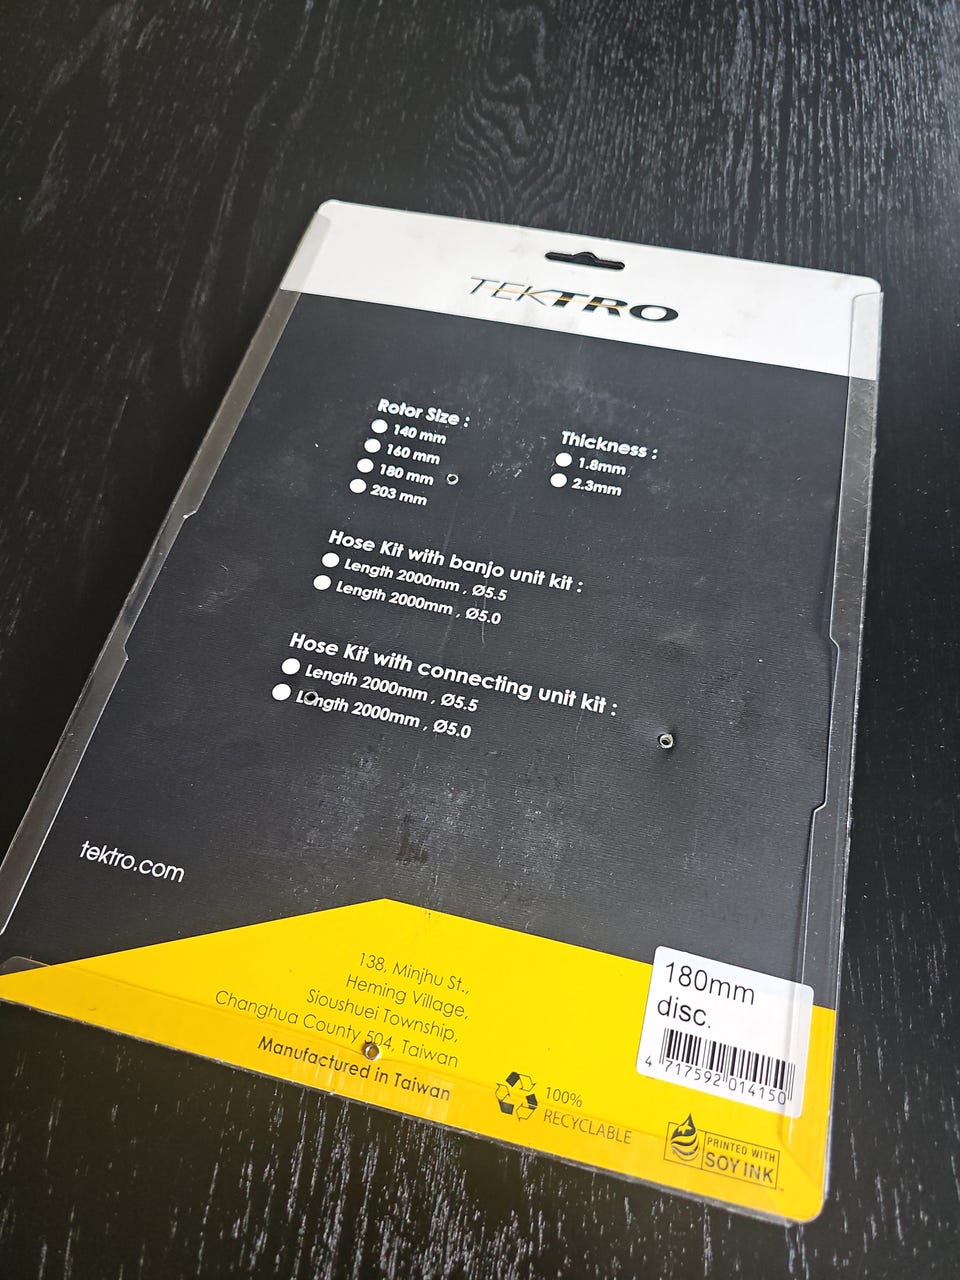 TEKTRO
Rotor Size :
140 mm
160 mm
180 mm
203 mm
Thickness :
1.8mm
2.3mm
Hose Kit with banjo unit kit :
Length 2000mm , Ø5.5
Length 2000mm , Ø5.0
Hose Kit with connecting unit kit :
Length 2000mm , Ø5.5
Length 2000mm , Ø5.0
tektro.com
138, Minjhu St.,
Heming Village,
Sioushuei Township,
Changhua County 504, Taiwan
Manufactured in Taiwan
100%
RECYCLABLE
180mm
disc.
4 717592 014150
PRINTED WITH
SOY INK